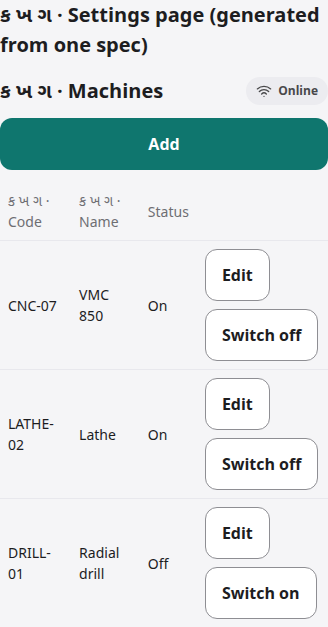 ક ખ ગ · Settings page (generated
from one spec)
ક ખ ગ · Machines
Online
Add
ક ખ ગ ·
Code
ક ખ ગ ·
Name
Status
CNC-07
VMC
850
On
Edit
Switch off
LATHE-
02
Lathe
On
Edit
Switch off
DRILL-
01
Radial
drill
Off
Edit
Switch on